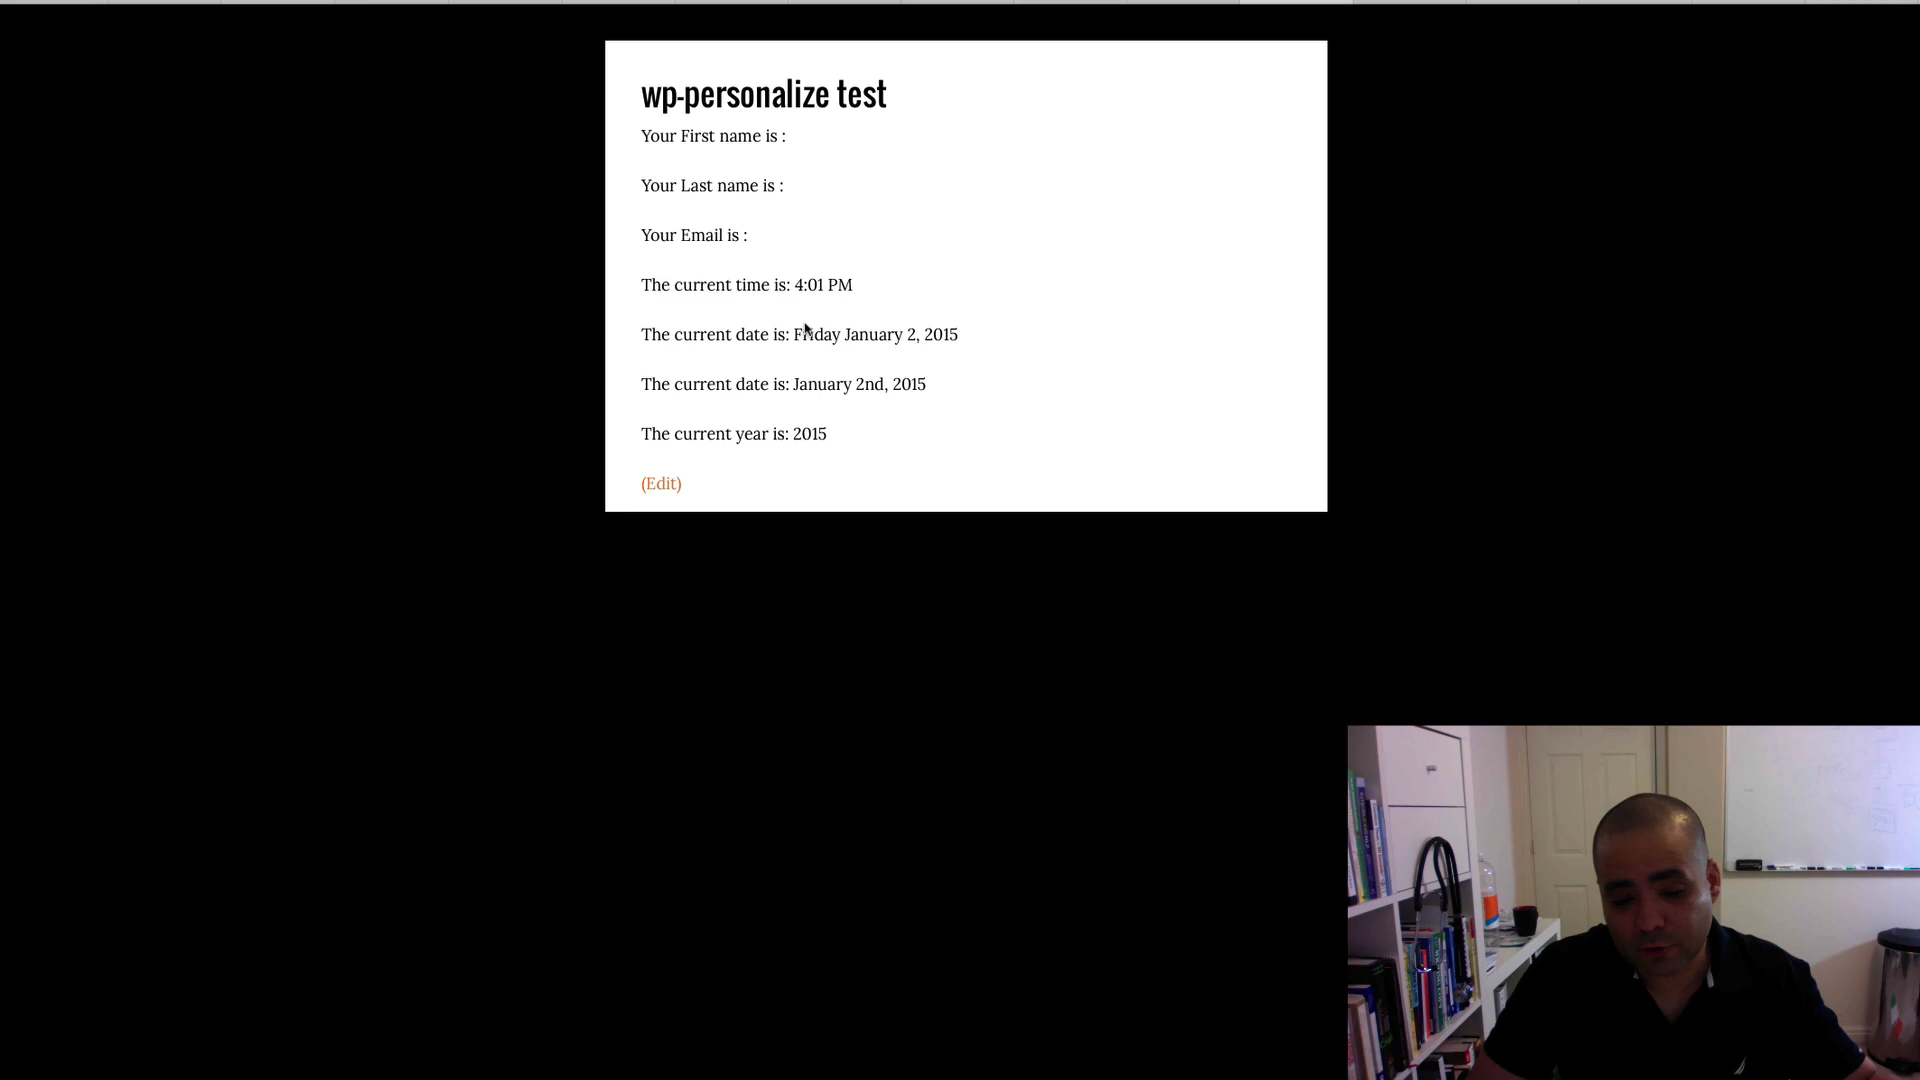 wp-personalize test
Your First name is :
Your Last name is :
Your Email is :
The current time is: 4:01 PM
The current date is: Friday January 2, 2015
The current date is: January 2nd, 2015
The current year is: 2015
(Edit)